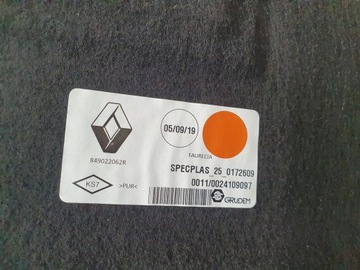 05/09/19
FAURECIA
849022062R
SPECPLAS_25_0172609
0011/0024109097
KS7
>PUR<
GRUDEM